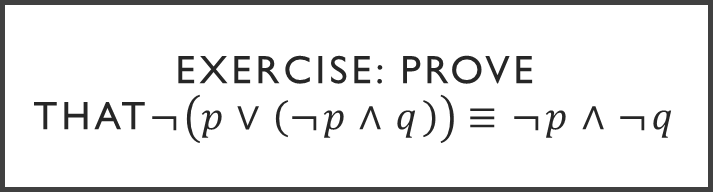 EXERCISE: PROVE
THAT¬(p ∨ (¬p ∧ q)) ≡ ¬p ∧ ¬q